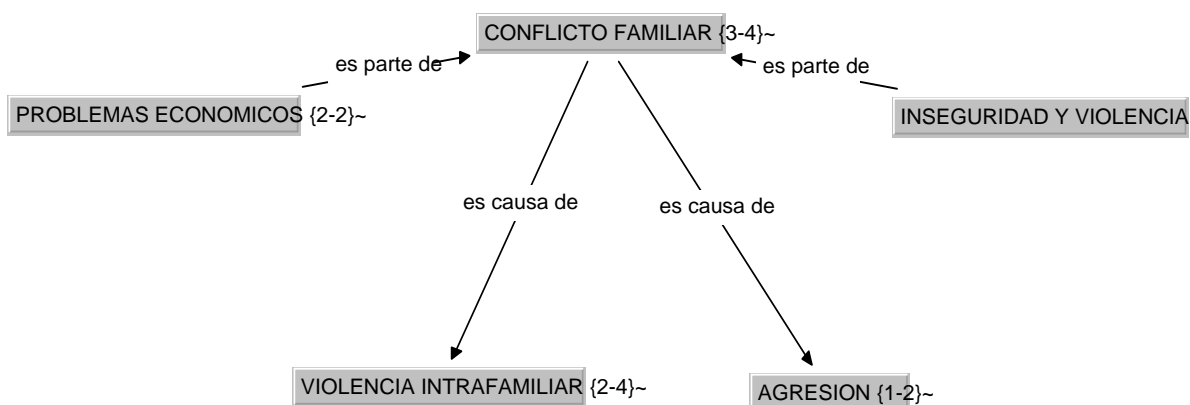 CONFLICTO FAMILIAR {3-4}~
es parte de
es parte de
PROBLEMAS ECONOMICOS {2-2}~
INSEGURIDAD Y VIOLENCIA
es causa de
es causa de
VIOLENCIA INTRAFAMILIAR {2-4}~
AGRESION {1-2}~